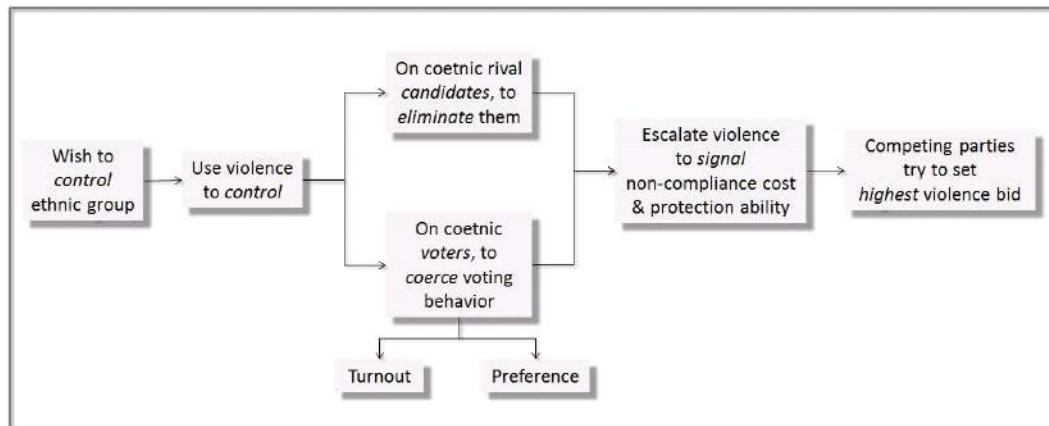 Wish to
control
ethnic group
Use violence
to control
On coetnic rival
candidates, to
eliminate them
On coetnic
voters, to
coerce voting
behavior
Turnout
Preference
Escalate violence
to signal
non-compliance cost
& protection ability
Competing parties
try to set
highest violence bid